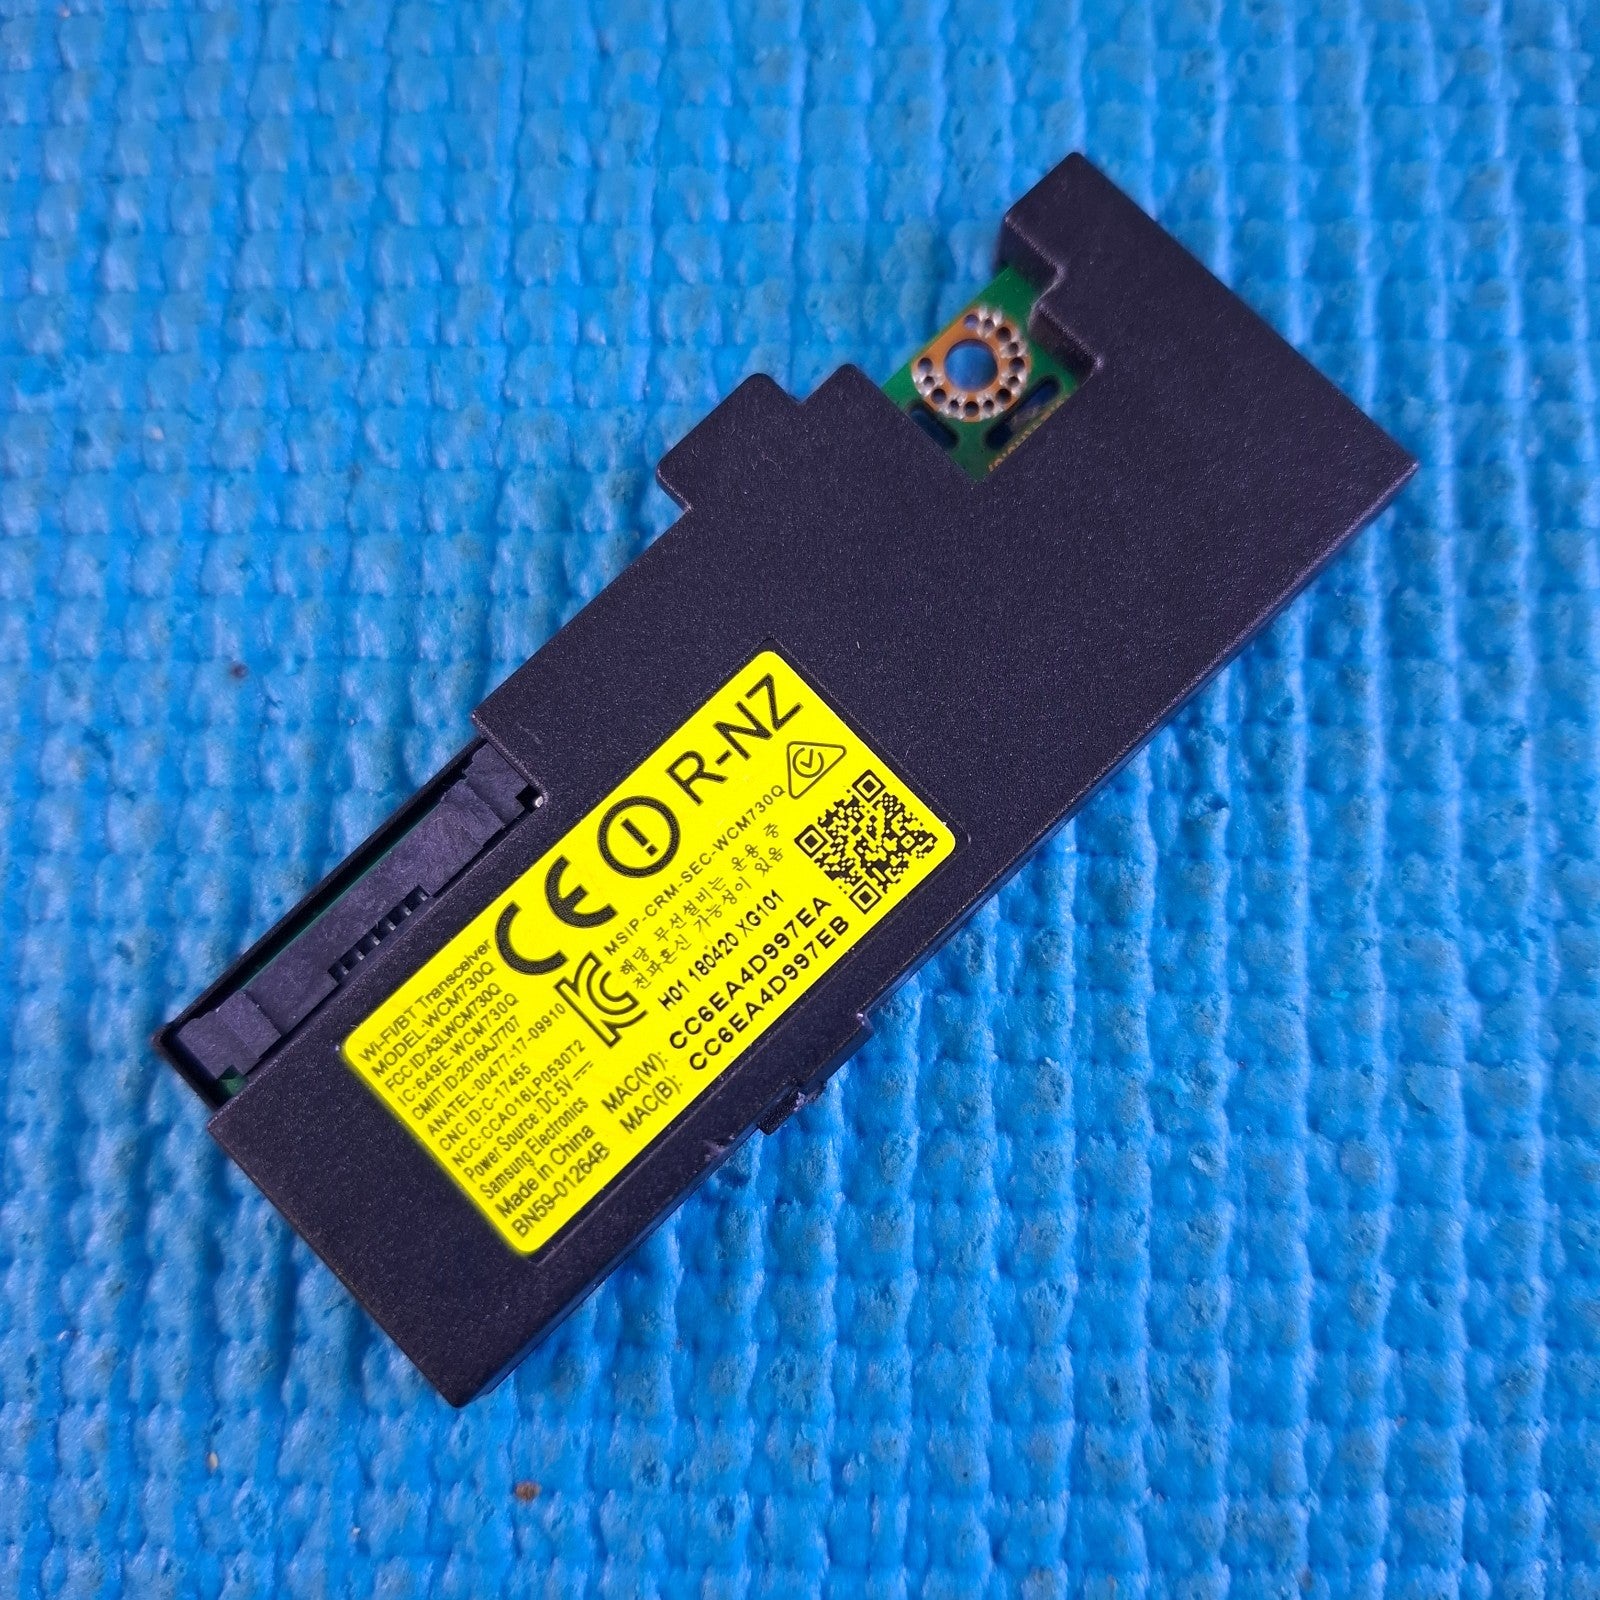 Wi-Fi/BT Transceiver
MODEL:WCM730Q
FCC ID:A3LWCM730Q
IC:649E-WCM730Q
CMIIT ID:2016AJ7707
ANATEL:00477-17-09910
CNC ID:C-17455
NCC:CCAO16LP0530T2
Power Source: DC 5V
Samsung Electronics
Made in China
BN59-01264B
CE R-NZ
MSIP-CRM-SEC-WCM730Q
해당 무선설비는 운용 중
전파혼신 가능성이 있음
H01 180420 XG101
MAC(W): CC6EA4D997EA
MAC(B): CC6EA4D997EB